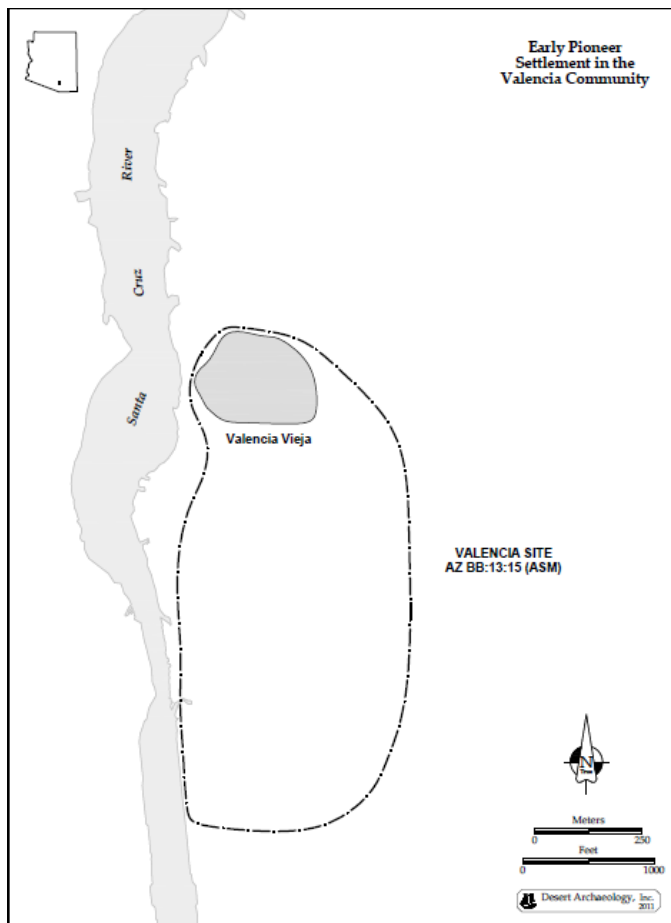 Early Pioneer
Settlement in the
Valencia Community
River
Cruz
Santa
Valencia Vieja
VALENCIA SITE
AZ BB:13:15 (ASM)
N
True
Meters
0 250
Feet
0 1000
Desert Archaeology, Inc.
2011